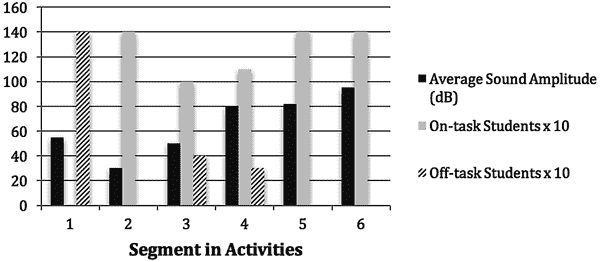 160
140
120
100
80
60
40
20
0
1 2 3 4 5 6
Segment in Activities
Average Sound Amplitude
(dB)
On-task Students x 10
Off-task Students x 10